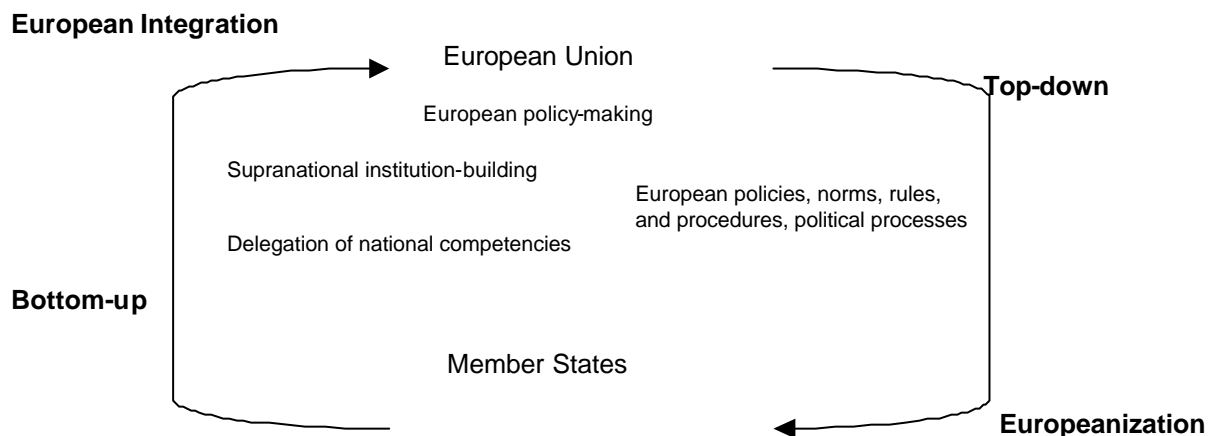 European Integration
European Union
Top-down
European policy-making
Supranational institution-building
European policies, norms, rules,
and procedures, political processes
Delegation of national competencies
Bottom-up
Member States
Europeanization